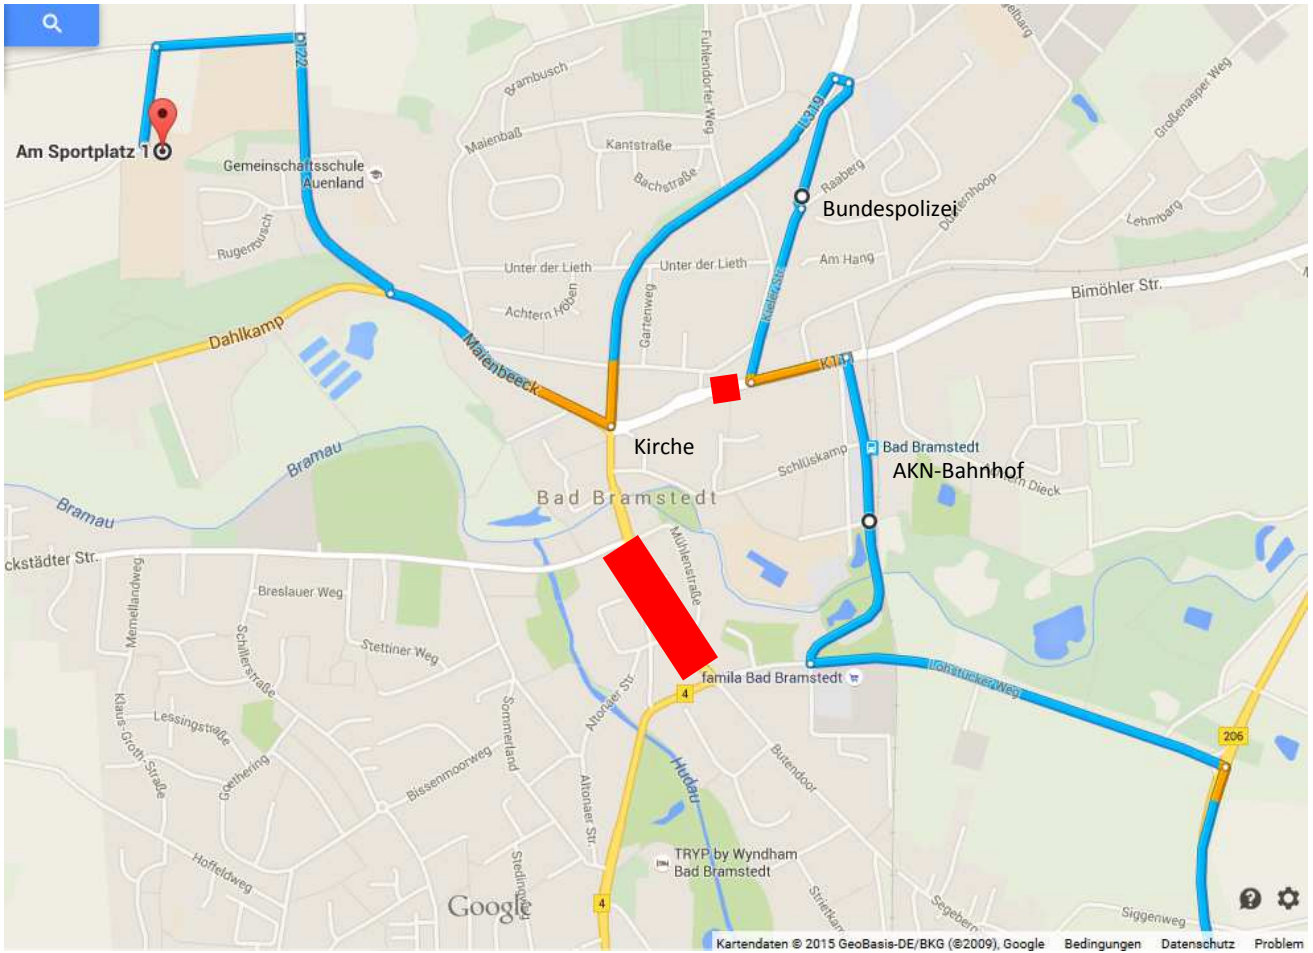 Am Sportplatz 1
Gemeinschaftsschule
Auenland
Brambusch
Maienbaß
Kantstraße
Bachstraße
Fuhlendorfer Weg
L319
Raaberg
Bundespolizei
Großenasper Weg
Lehmbarg
Rugenbusch
Unter der Lieth
Unter der Lieth
Am Hang
Achtern Höben
Gartenweg
Kieler Str.
Bimöhler Str.
Dahlkamp
Maienbeeck
Kirche
Schlüskamp
Bad Bramstedt
AKN-Bahnhof
Bramau
Bramau
Bad Bramstedt
Mühlenstraße
ckstädter Str.
Memellandweg
Breslauer Weg
Schillerstraße
Stettiner Weg
famila Bad Bramstedt
Lohstücker Weg
4
206
Klaus-Groth-Straße
Lessingstraße
Goethering
Bissenmoorweg
Sommerland
Altonaer Str.
Altonaer Str.
Butendoor
Hudau
Hoffeldweg
TRYP by Wyndham
Bad Bramstedt
4
Google
Siggenweg
Kartendaten © 2015 GeoBasis-DE/BKG (©2009), Google Bedingungen Datenschutz Problem